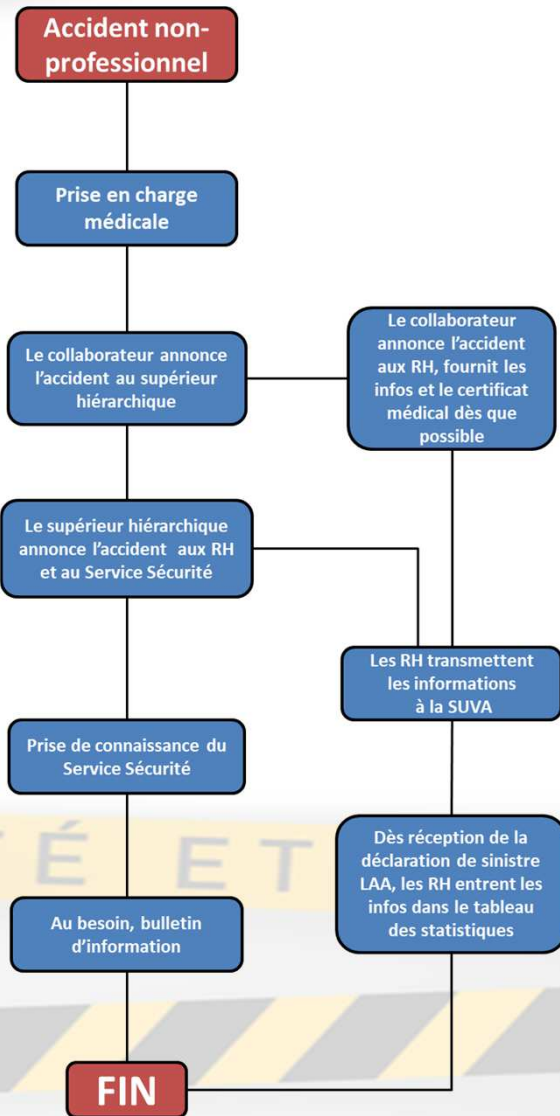 Accident non-
professionnel
Prise en charge
médicale
Le collaborateur annonce
l'accident au supérieur
hiérarchique
Le collaborateur
annonce l'accident
aux RH, fournit les
infos et le certificat
médical dès que
possible
Le supérieur hiérarchique
annonce l'accident aux RH
et au Service Sécurité
Les RH transmettent
les informations
à la SUVA
Prise de connaissance du
Service Sécurité
Dès réception de la
déclaration de sinistre
LAA, les RH entrent les
infos dans le tableau
des statistiques
TÉ ET
Au besoin, bulletin
d'information
FIN